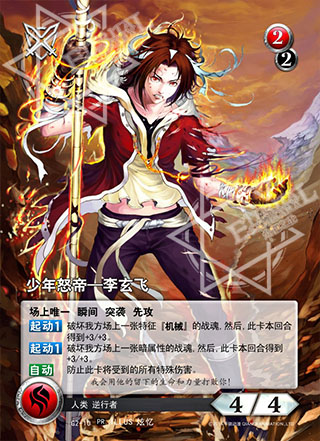 2
2
少年怒帝—李玄飞
场上唯一 瞬间 突袭 先攻
起动1 破坏我方场上一张特征『机械』的战魂,然后,此卡本回合
得到+3/+3。
起动1 破坏我方场上一张暗属性的战魂,然后,此卡本回合
得到+3/+3。
自动 防止此卡将受到的所有特殊伤害。
我会用他的留下的生命和力量打败你!
人类 逆行者
4/4
炫忆